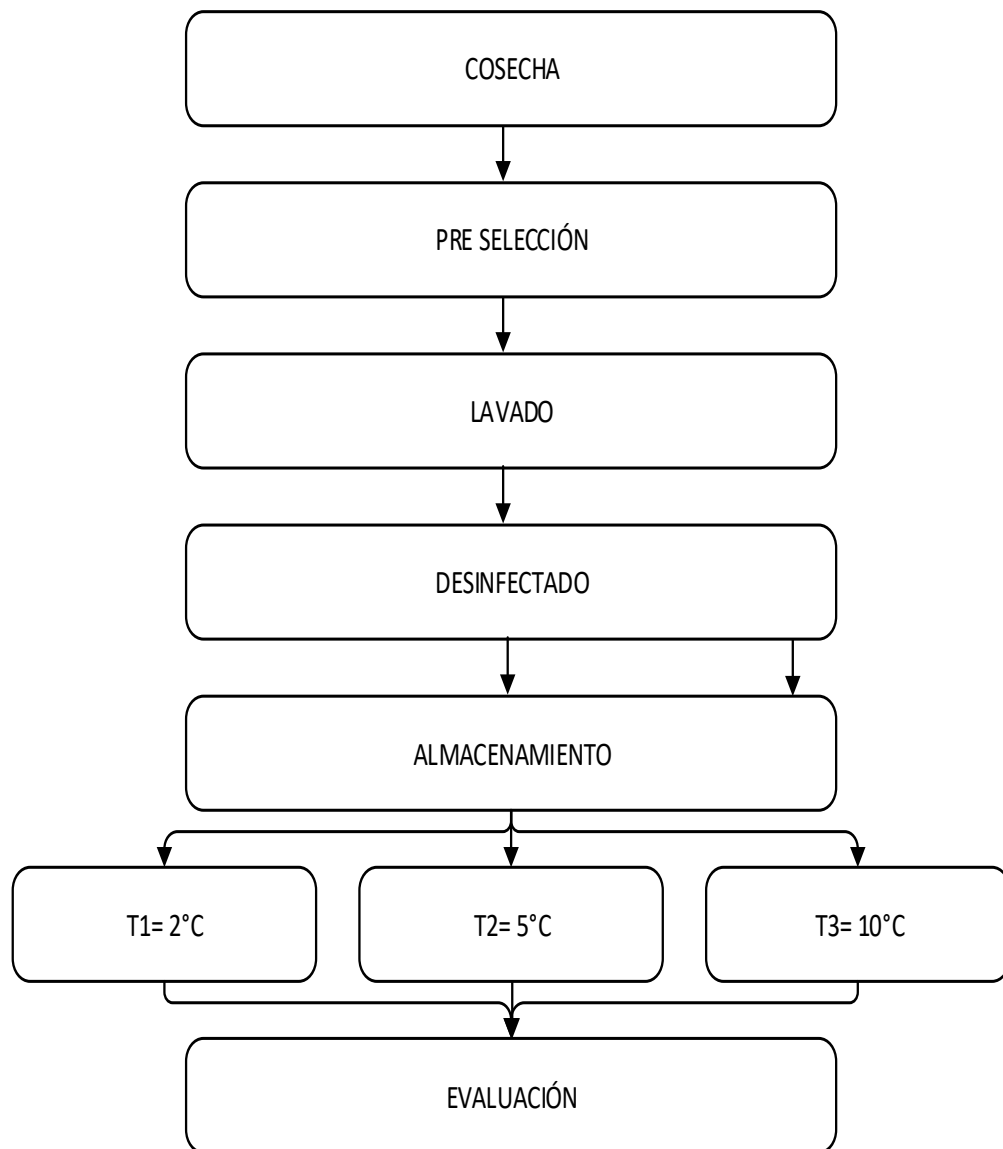 COSECHA
PRE SELECCIÓN
LAVADO
DESINFECTADO
ALMACENAMIENTO
T1= 2°C
T2= 5°C
T3= 10°C
EVALUACIÓN